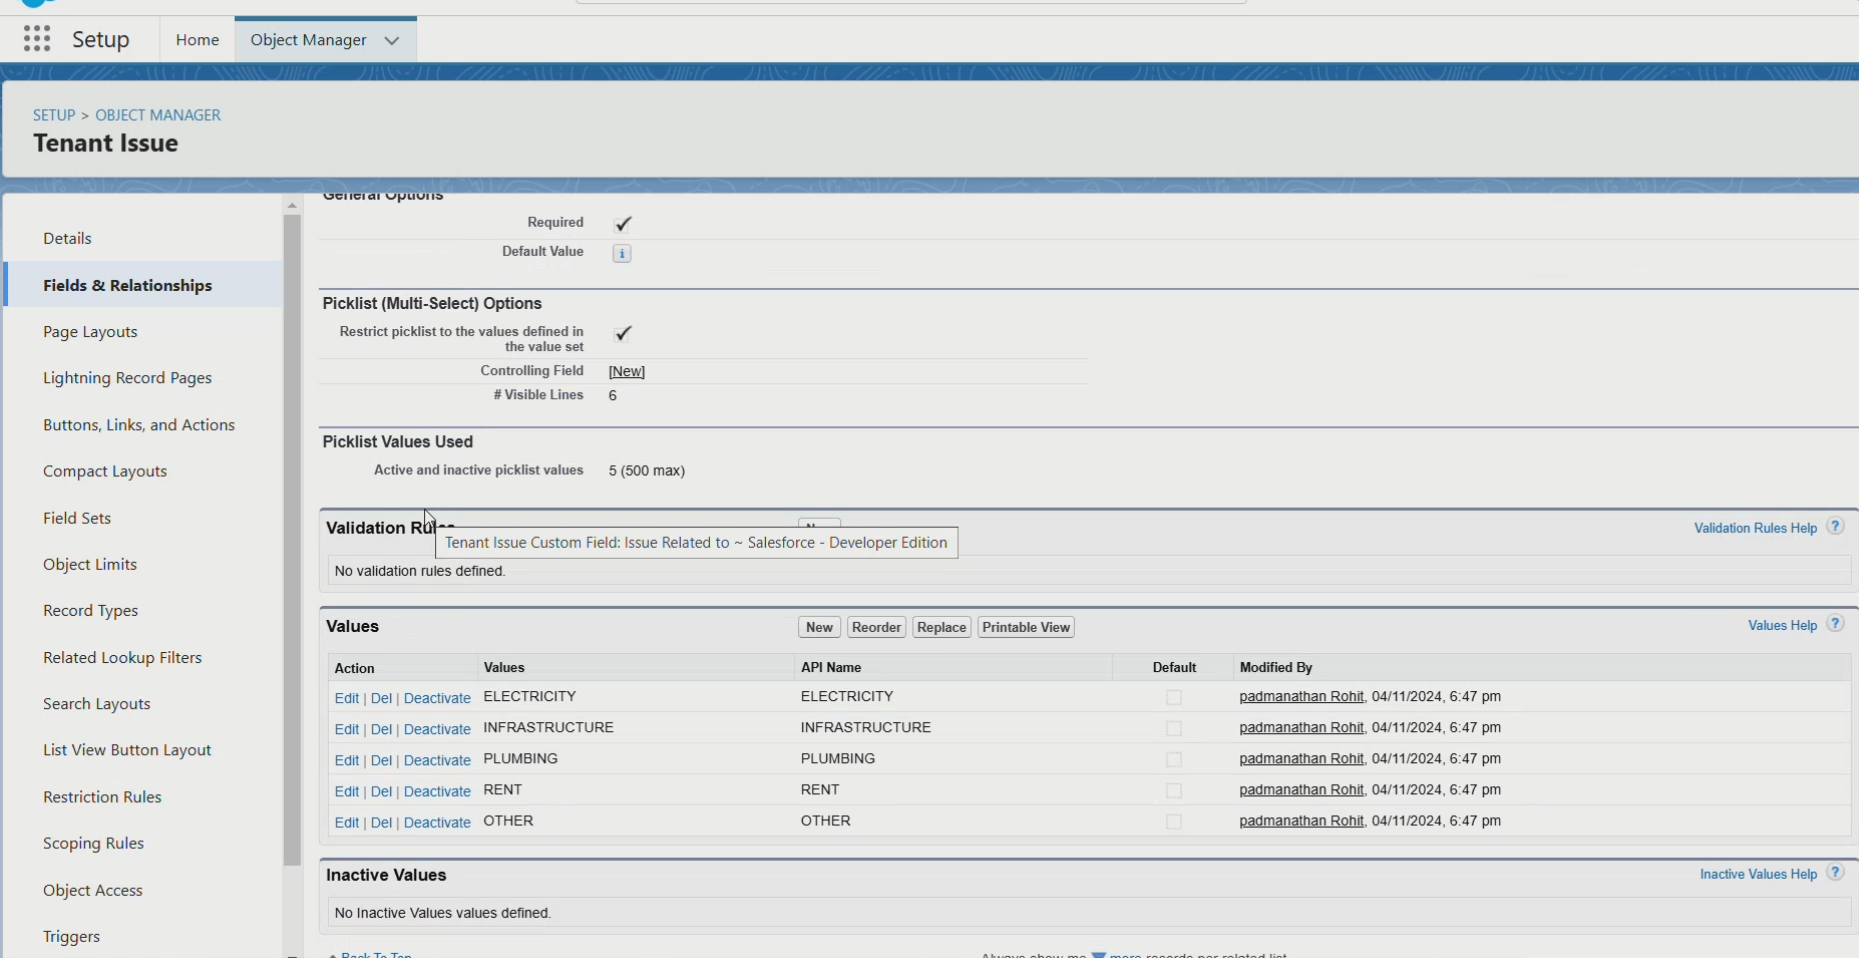 Setup
Home
Object Manager
SETUP > OBJECT MANAGER
Tenant Issue
Details
Fields & Relationships
Page Layouts
Lightning Record Pages
Buttons, Links, and Actions
Compact Layouts
Field Sets
Object Limits
Record Types
Related Lookup Filters
Search Layouts
List View Button Layout
Restriction Rules
Scoping Rules
Object Access
Triggers
General Options
Required
Default Value
Picklist (Multi-Select) Options
Restrict picklist to the values defined in
the value set
Controlling Field [New]
# Visible Lines 6
Picklist Values Used
Active and inactive picklist values 5 (500 max)
Validation Rules
Validation Rules Help ?
Tenant Issue Custom Field: Issue Related to ~ Salesforce - Developer Edition
No validation rules defined.
Values New Reorder Replace Printable View Values Help ?
Action Values API Name Default Modified By
Edit | Del | Deactivate ELECTRICITY ELECTRICITY padmanathan Rohit, 04/11/2024, 6:47 pm
Edit | Del | Deactivate INFRASTRUCTURE INFRASTRUCTURE padmanathan Rohit, 04/11/2024, 6:47 pm
Edit | Del | Deactivate PLUMBING PLUMBING padmanathan Rohit, 04/11/2024, 6:47 pm
Edit | Del | Deactivate RENT RENT padmanathan Rohit, 04/11/2024, 6:47 pm
Edit | Del | Deactivate OTHER OTHER padmanathan Rohit, 04/11/2024, 6:47 pm
Inactive Values Inactive Values Help ?
No Inactive Values values defined.
Back To Top Always show me more records per related list